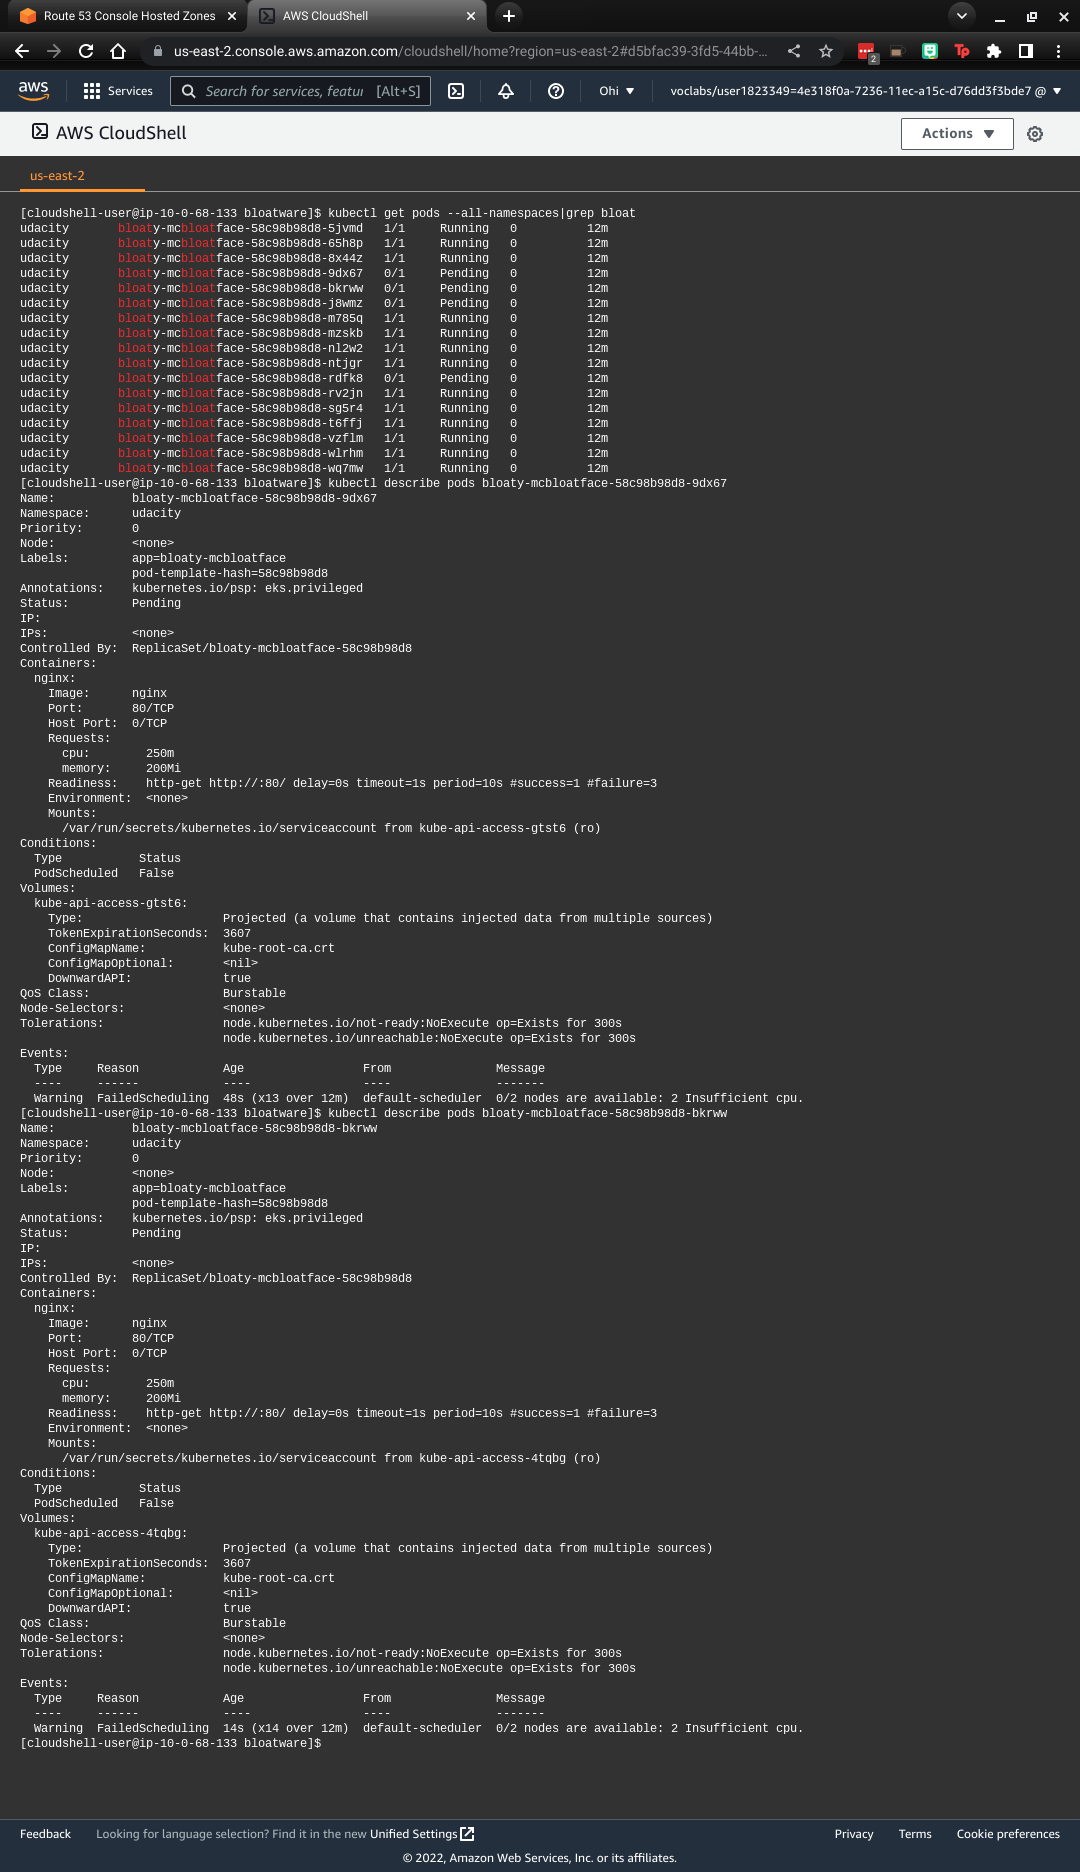 Route 53 Console Hosted Zones
AWS CloudShell
us-east-2.console.aws.amazon.com/cloudshell/home?region=us-east-2#d5bfac39-3fd5-44bb-...
2
Tp
aws
Services
Search for services, featur [Alt+S]
Ohi
voclabs/user1823349=4e318f0a-7236-11ec-a15c-d76dd3f3bde7 @
AWS CloudShell
Actions
us-east-2
[cloudshell-user@ip-10-0-68-133 bloatware]$ kubectl get pods --all-namespaces|grep bloat
udacity       bloaty-mcbloatface-58c98b98d8-5jvmd   1/1     Running   0          12m
udacity       bloaty-mcbloatface-58c98b98d8-65h8p   1/1     Running   0          12m
udacity       bloaty-mcbloatface-58c98b98d8-8x44z   1/1     Running   0          12m
udacity       bloaty-mcbloatface-58c98b98d8-9dx67   0/1     Pending   0          12m
udacity       bloaty-mcbloatface-58c98b98d8-bkrww   0/1     Pending   0          12m
udacity       bloaty-mcbloatface-58c98b98d8-j8wmz   0/1     Pending   0          12m
udacity       bloaty-mcbloatface-58c98b98d8-m785q   1/1     Running   0          12m
udacity       bloaty-mcbloatface-58c98b98d8-mzskb   1/1     Running   0          12m
udacity       bloaty-mcbloatface-58c98b98d8-nl2w2   1/1     Running   0          12m
udacity       bloaty-mcbloatface-58c98b98d8-ntjgr   1/1     Running   0          12m
udacity       bloaty-mcbloatface-58c98b98d8-rdfk8   0/1     Pending   0          12m
udacity       bloaty-mcbloatface-58c98b98d8-rv2jn   1/1     Running   0          12m
udacity       bloaty-mcbloatface-58c98b98d8-sg5r4   1/1     Running   0          12m
udacity       bloaty-mcbloatface-58c98b98d8-t6ffj   1/1     Running   0          12m
udacity       bloaty-mcbloatface-58c98b98d8-vzflm   1/1     Running   0          12m
udacity       bloaty-mcbloatface-58c98b98d8-wlrhm   1/1     Running   0          12m
udacity       bloaty-mcbloatface-58c98b98d8-wq7mw   1/1     Running   0          12m
[cloudshell-user@ip-10-0-68-133 bloatware]$ kubectl describe pods bloaty-mcbloatface-58c98b98d8-9dx67
Name:           bloaty-mcbloatface-58c98b98d8-9dx67
Namespace:      udacity
Priority:       0
Node:           <none>
Labels:         app=bloaty-mcbloatface
                pod-template-hash=58c98b98d8
Annotations:    kubernetes.io/psp: eks.privileged
Status:         Pending
IP:
IPs:            <none>
Controlled By:  ReplicaSet/bloaty-mcbloatface-58c98b98d8
Containers:
  nginx:
    Image:      nginx
    Port:       80/TCP
    Host Port:  0/TCP
    Requests:
      cpu:        250m
      memory:     200Mi
    Readiness:    http-get http://:80/ delay=0s timeout=1s period=10s #success=1 #failure=3
    Environment:  <none>
    Mounts:
      /var/run/secrets/kubernetes.io/serviceaccount from kube-api-access-gtst6 (ro)
Conditions:
  Type           Status
  PodScheduled   False
Volumes:
  kube-api-access-gtst6:
    Type:                    Projected (a volume that contains injected data from multiple sources)
    TokenExpirationSeconds:  3607
    ConfigMapName:           kube-root-ca.crt
    ConfigMapOptional:       <nil>
    DownwardAPI:             true
QoS Class:                   Burstable
Node-Selectors:              <none>
Tolerations:                 node.kubernetes.io/not-ready:NoExecute op=Exists for 300s
                             node.kubernetes.io/unreachable:NoExecute op=Exists for 300s
Events:
  Type     Reason            Age                 From               Message
  ----     ------            ----                ----               -------
  Warning  FailedScheduling  48s (x13 over 12m)  default-scheduler  0/2 nodes are available: 2 Insufficient cpu.
[cloudshell-user@ip-10-0-68-133 bloatware]$ kubectl describe pods bloaty-mcbloatface-58c98b98d8-bkrww
Name:           bloaty-mcbloatface-58c98b98d8-bkrww
Namespace:      udacity
Priority:       0
Node:           <none>
Labels:         app=bloaty-mcbloatface
                pod-template-hash=58c98b98d8
Annotations:    kubernetes.io/psp: eks.privileged
Status:         Pending
IP:
IPs:            <none>
Controlled By:  ReplicaSet/bloaty-mcbloatface-58c98b98d8
Containers:
  nginx:
    Image:      nginx
    Port:       80/TCP
    Host Port:  0/TCP
    Requests:
      cpu:        250m
      memory:     200Mi
    Readiness:    http-get http://:80/ delay=0s timeout=1s period=10s #success=1 #failure=3
    Environment:  <none>
    Mounts:
      /var/run/secrets/kubernetes.io/serviceaccount from kube-api-access-4tqbg (ro)
Conditions:
  Type           Status
  PodScheduled   False
Volumes:
  kube-api-access-4tqbg:
    Type:                    Projected (a volume that contains injected data from multiple sources)
    TokenExpirationSeconds:  3607
    ConfigMapName:           kube-root-ca.crt
    ConfigMapOptional:       <nil>
    DownwardAPI:             true
QoS Class:                   Burstable
Node-Selectors:              <none>
Tolerations:                 node.kubernetes.io/not-ready:NoExecute op=Exists for 300s
                             node.kubernetes.io/unreachable:NoExecute op=Exists for 300s
Events:
  Type     Reason            Age                 From               Message
  ----     ------            ----                ----               -------
  Warning  FailedScheduling  14s (x14 over 12m)  default-scheduler  0/2 nodes are available: 2 Insufficient cpu.
[cloudshell-user@ip-10-0-68-133 bloatware]$
Feedback
Looking for language selection? Find it in the new Unified Settings
Privacy
Terms
Cookie preferences
© 2022, Amazon Web Services, Inc. or its affiliates.